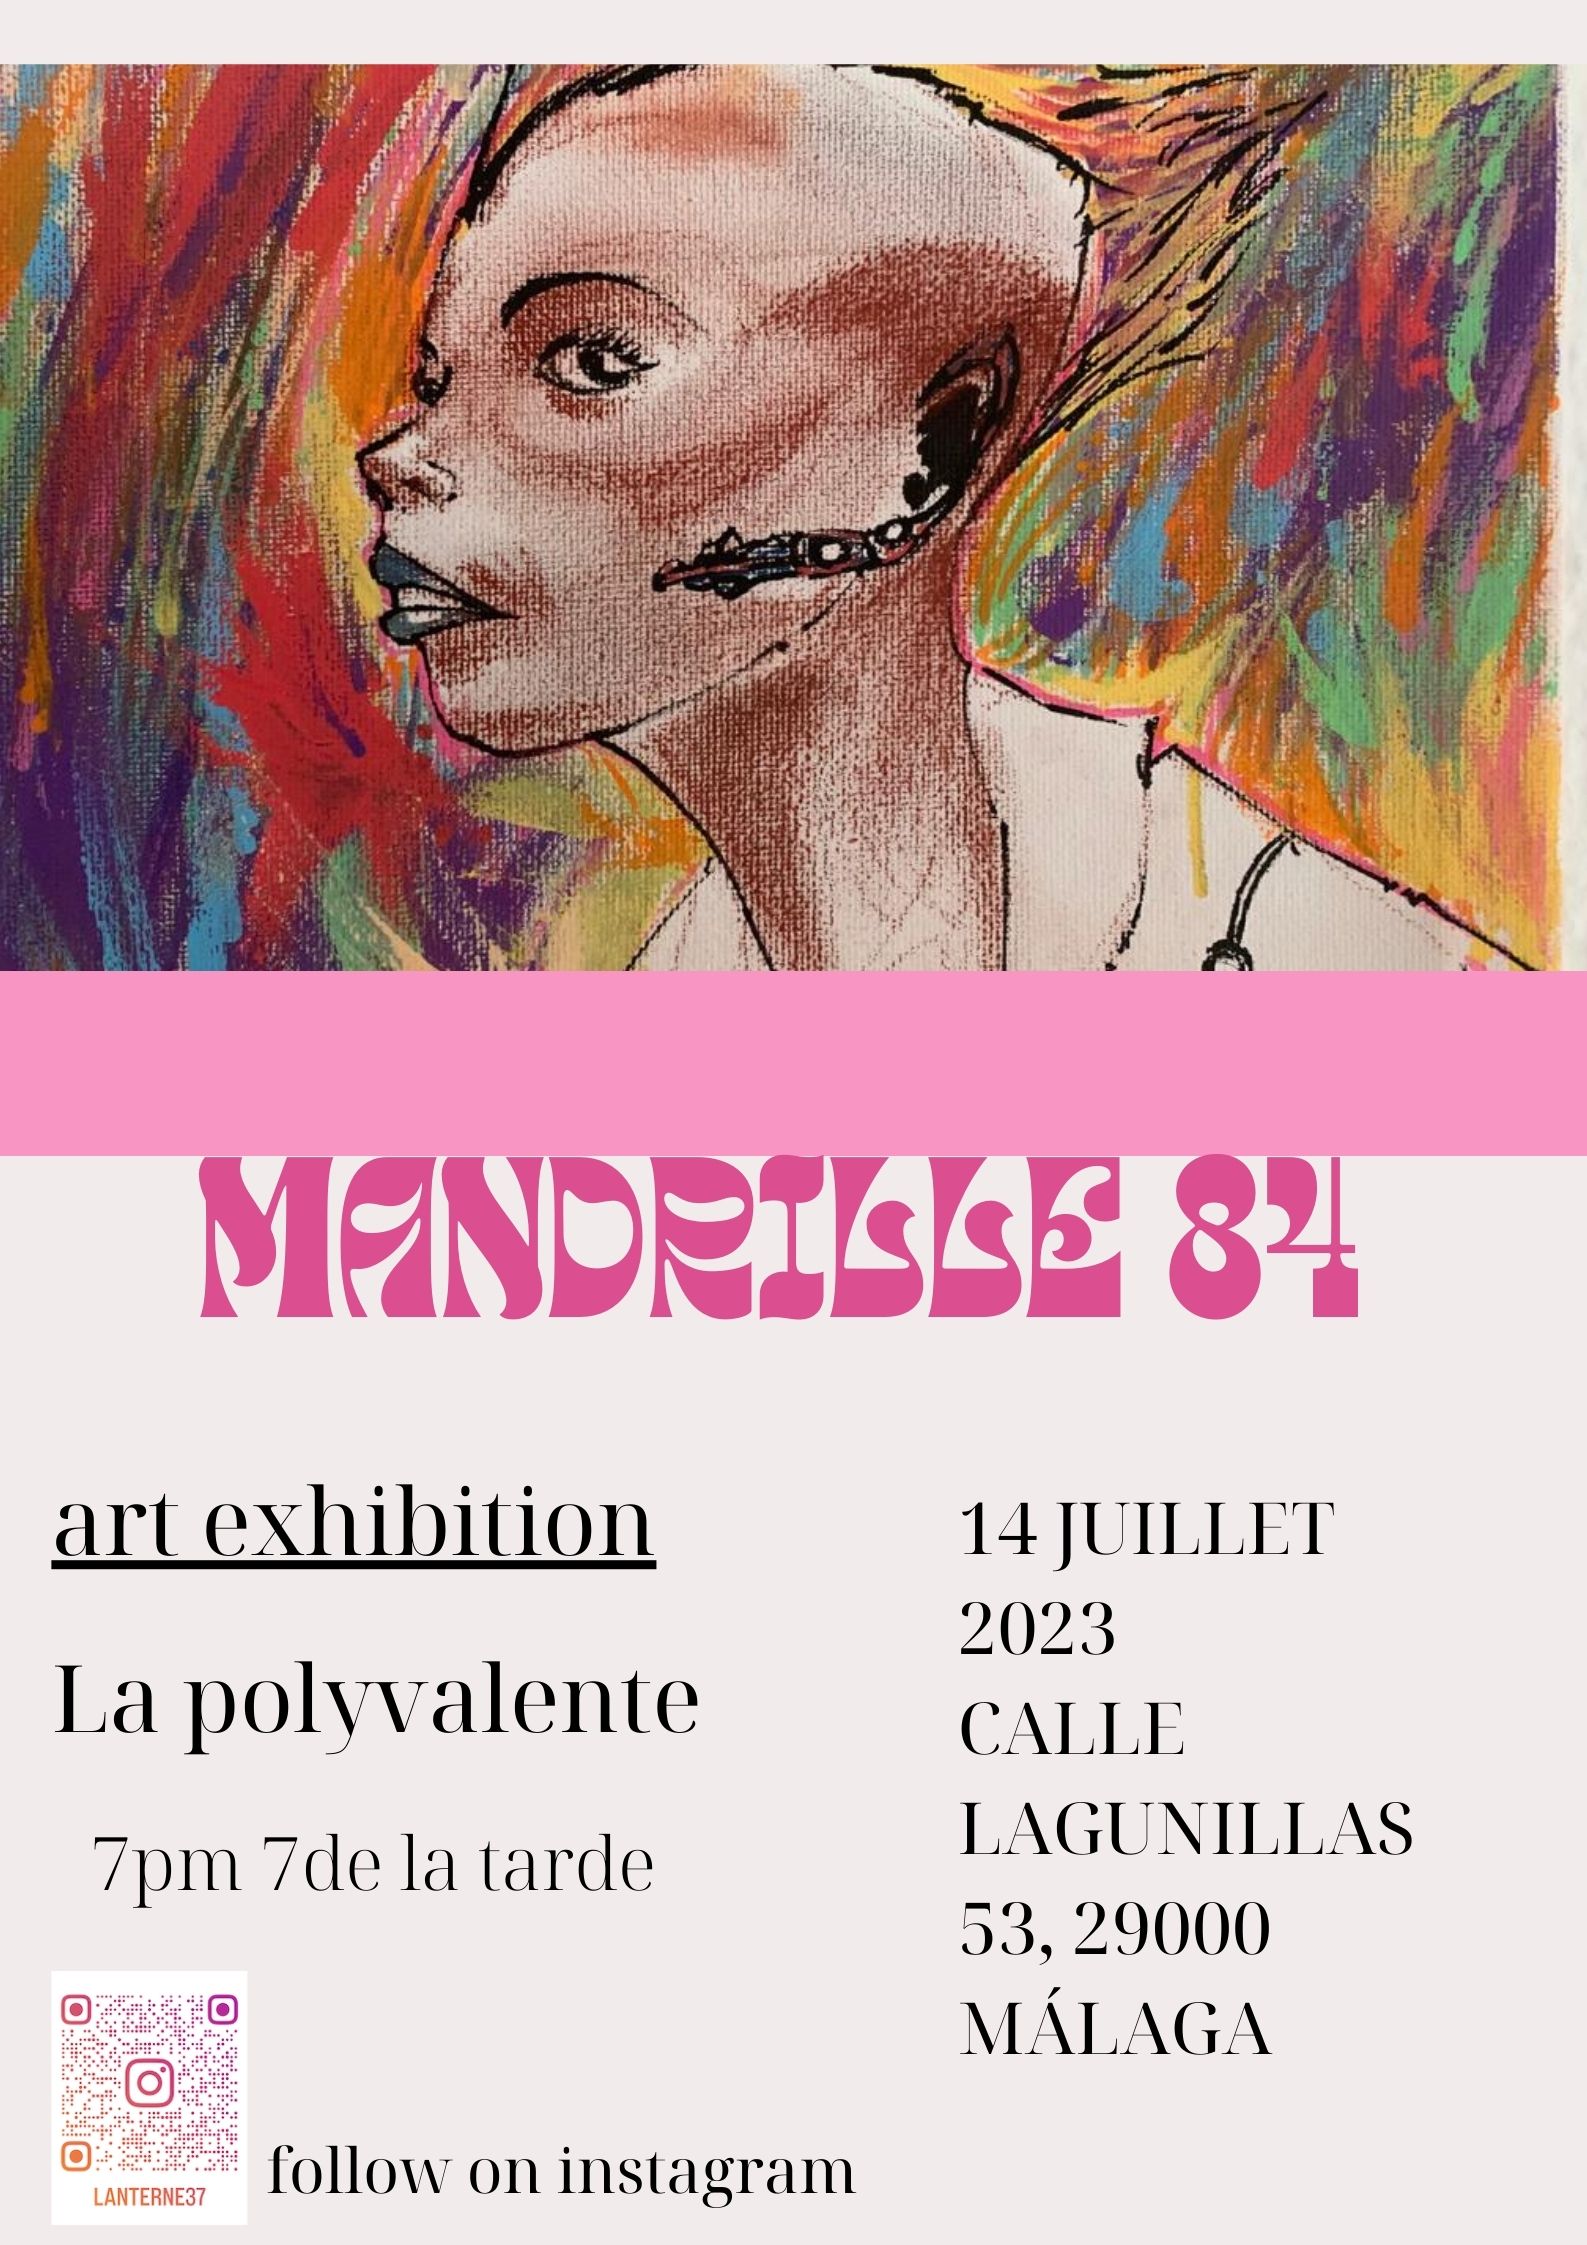 MANDRILLE 84
art exhibition
La polyvalente
7pm 7de la tarde
14 JUILLET
2023
CALLE
LAGUNILLAS
53, 29000
MÁLAGA
LANTERNE37
follow on instagram